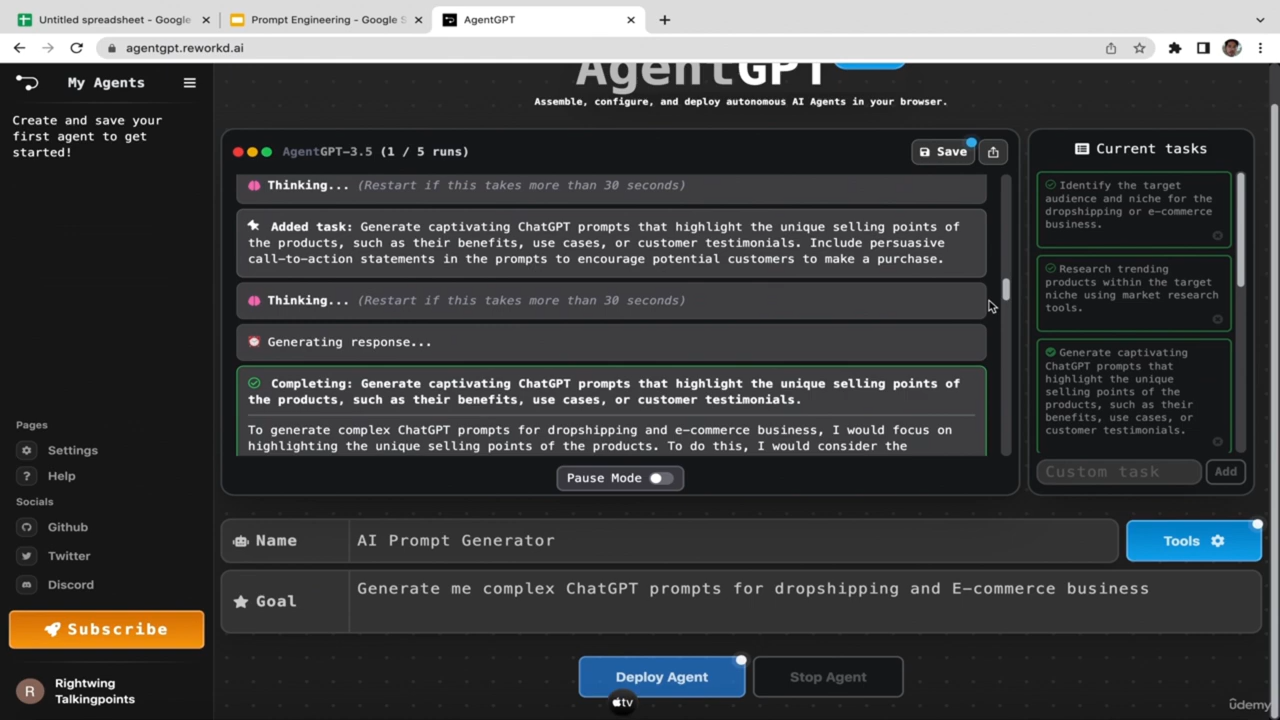 Untitled spreadsheet - Google
Prompt Engineering - Google S
AgentGPT
agentgpt.reworkd.ai
My Agents
Create and save your
first agent to get
started!
Pages
Settings
? Help
Socials
Github
Twitter
Discord
Subscribe
R
Rightwing
Talkingpoints
AgentGPT
Assemble, configure, and deploy autonomous AI Agents in your browser.
AgentGPT-3.5 (1 / 5 runs)
Save
Thinking... (Restart if this takes more than 30 seconds)
Added task: Generate captivating ChatGPT prompts that highlight the unique selling points of
the products, such as their benefits, use cases, or customer testimonials. Include persuasive
call-to-action statements in the prompts to encourage potential customers to make a purchase.
Thinking... (Restart if this takes more than 30 seconds)
Generating response...
Completing: Generate captivating ChatGPT prompts that highlight the unique selling points of
the products, such as their benefits, use cases, or customer testimonials.
To generate complex ChatGPT prompts for dropshipping and e-commerce business, I would focus on
highlighting the unique selling points of the products. To do this, I would consider the
Pause Mode
Current tasks
Identify the target
audience and niche for the
dropshipping or e-commerce
business.
Research trending
products within the target
niche using market research
tools.
Generate captivating
ChatGPT prompts that
highlight the unique
selling points of the
products, such as their
benefits, use cases, or
customer testimonials.
Custom task
Add
Name
AI Prompt Generator
Tools
Goal
Generate me complex ChatGPT prompts for dropshipping and E-commerce business
Deploy Agent
Stop Agent
tv
ûdemy